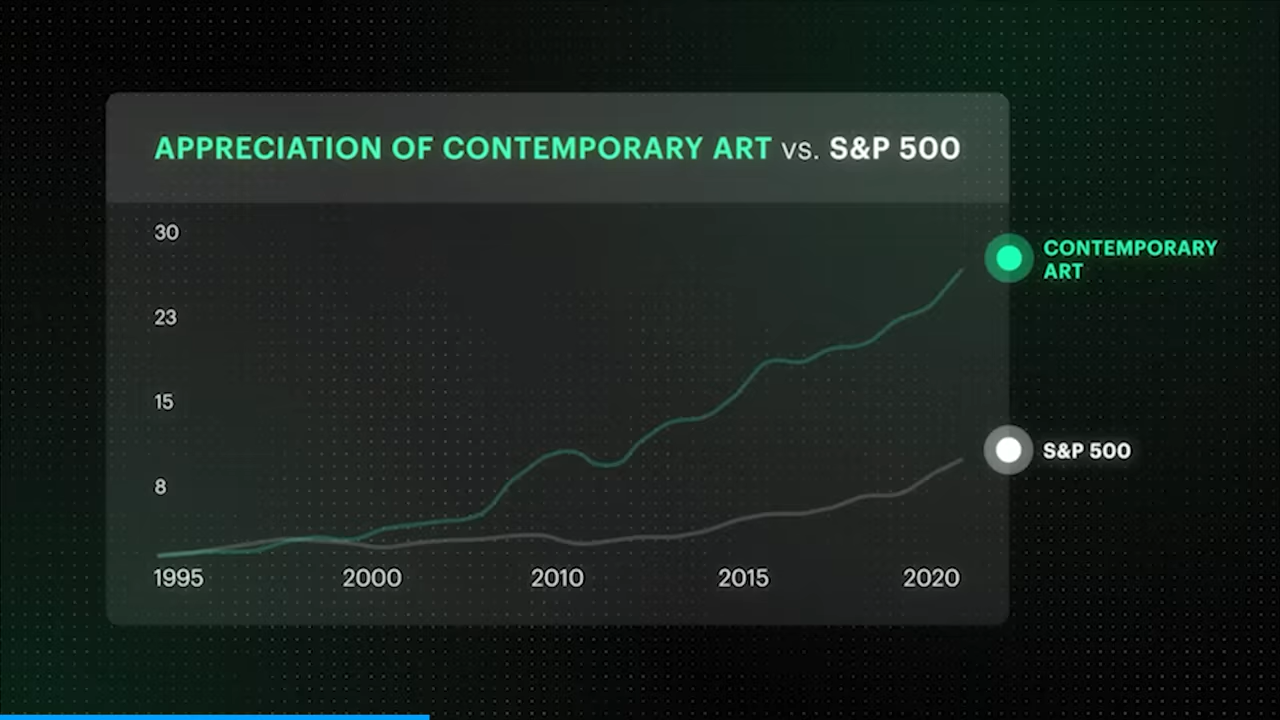 APPRECIATION OF CONTEMPORARY ART vs. S&P 500
30
23
15
8
1995 2000 2010 2015 2020
CONTEMPORARY
ART
S&P 500